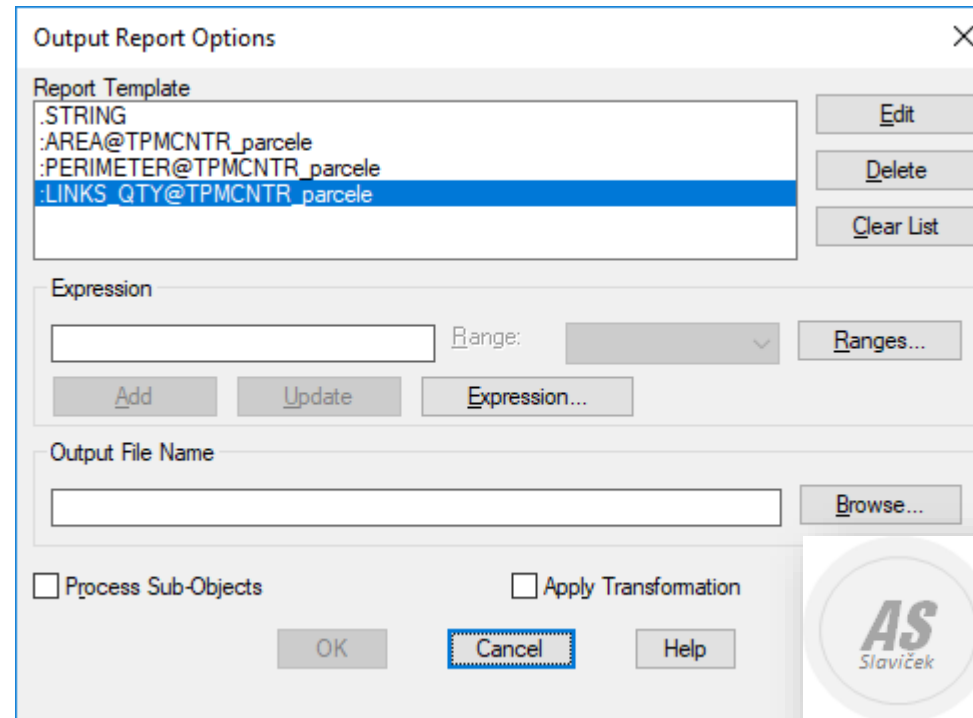 Output Report Options
Report Template
.STRING
:AREA@TPMCNTR_parcele
:PERIMETER@TPMCNTR_parcele
:LINKS_QTY@TPMCNTR_parcele
Edit
Delete
Clear List
Expression
Range:
Ranges...
Add
Update
Expression...
Output File Name
Browse...
Process Sub-Objects
Apply Transformation
OK
Cancel
Help
AS
Slaviček